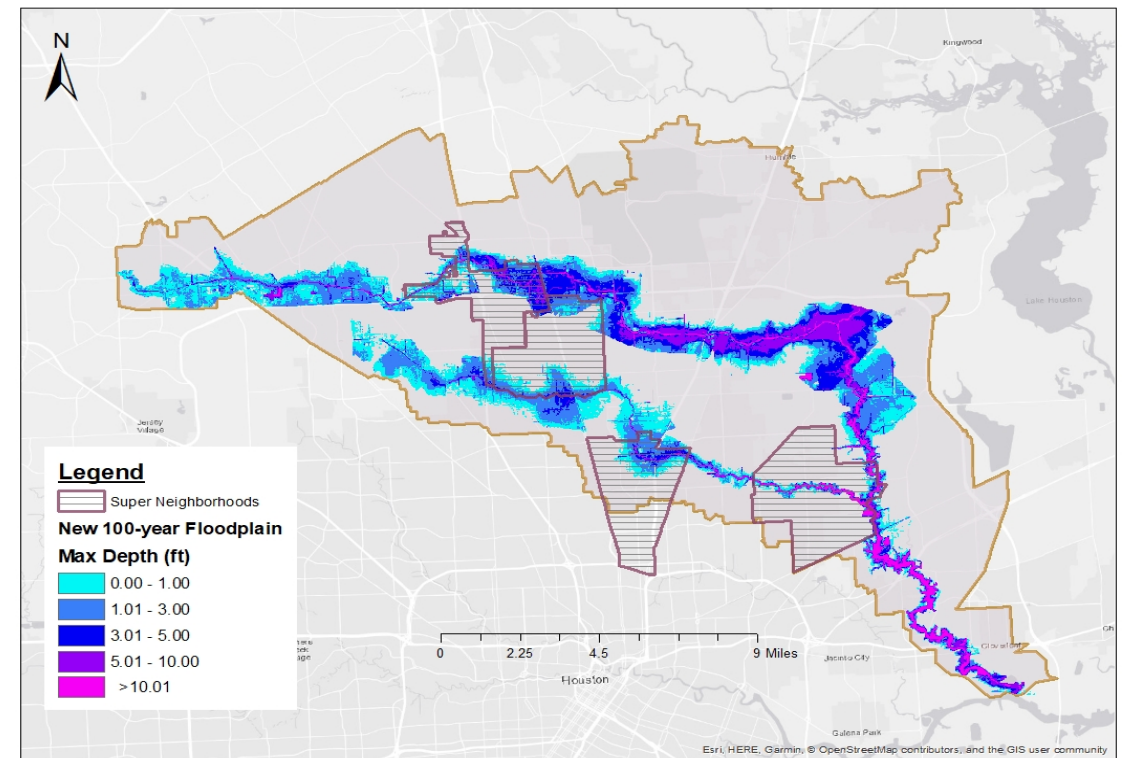 N
Kingwood
Humble
Lake Houston
Jersey
Village
Legend
Super Neighborhoods
New 100-year Floodplain
Max Depth (ft)
0.00 - 1.00
1.01 - 3.00
3.01 - 5.00
5.01 - 10.00
>10.01
0 2.25 4.5 9 Miles
Jacinto City
Cloverleaf
Houston
Galena Park
Esri, HERE, Garmin, © OpenStreetMap contributors, and the GIS user community